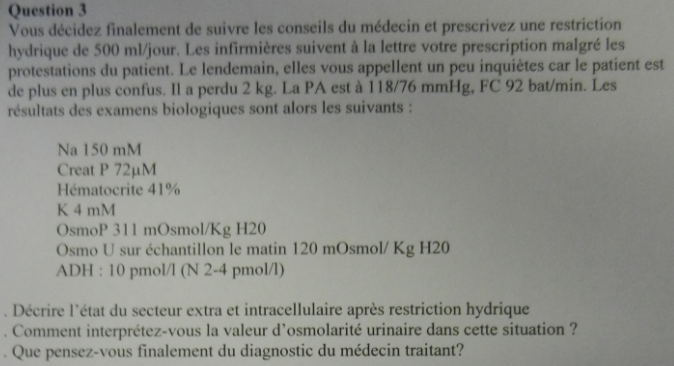 Question 3
Vous décidez finalement de suivre les conseils du médecin et prescrivez une restriction
hydrique de 500 ml/jour. Les infirmières suivent à la lettre votre prescription malgré les
protestations du patient. Le lendemain, elles vous appellent un peu inquiètes car le patient est
de plus en plus confus. Il a perdu 2 kg. La PA est à 118/76 mmHg, FC 92 bat/min. Les
résultats des examens biologiques sont alors les suivants :
Na 150 mM
Creat P 72µM
Hématocrite 41%
K 4 mM
OsmoP 311 mOsmol/Kg H20
Osmo U sur échantillon le matin 120 mOsmol/ Kg H20
ADH : 10 pmol/l (N 2-4 pmol/l)
. Décrire l'état du secteur extra et intracellulaire après restriction hydrique
. Comment interprétez-vous la valeur d'osmolarité urinaire dans cette situation ?
. Que pensez-vous finalement du diagnostic du médecin traitant?